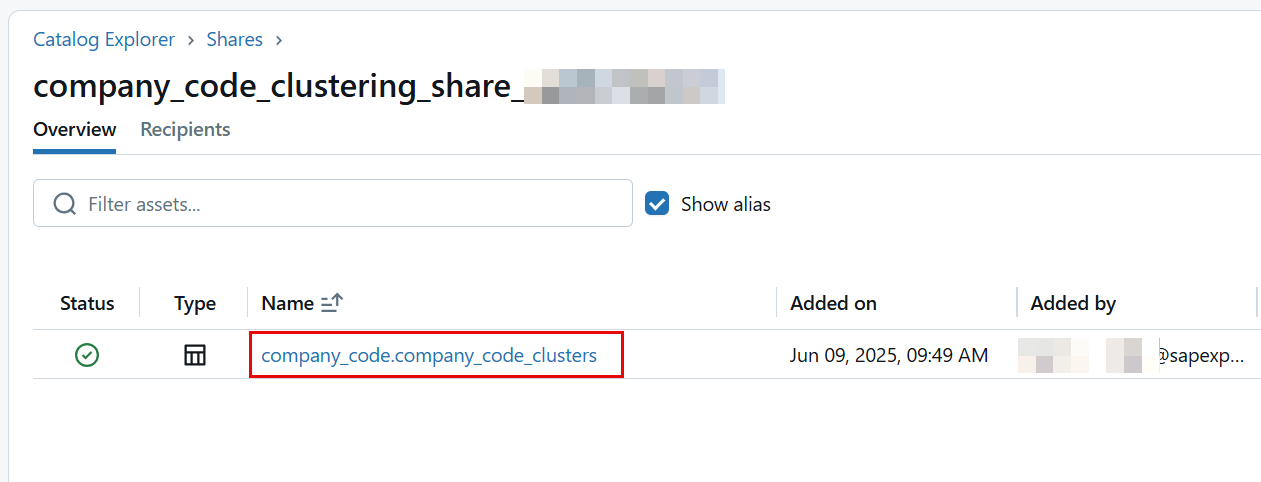 Catalog Explorer › Shares ›
company_code_clustering_share_
Overview Recipients
Filter assets... Show alias
Status Type Name Added on Added by
company_code.company_code_clusters Jun 09, 2025, 09:49 AM @sapexp...